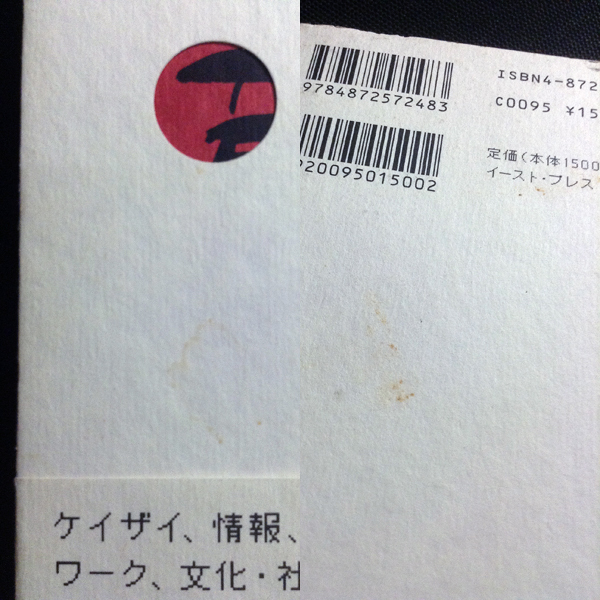 ケイザイ、情報、
ワーク、文化・社
9784872572483
ISBN4-872
C0095 ¥15
920095015002
定価(本体1500
イースト・プレス